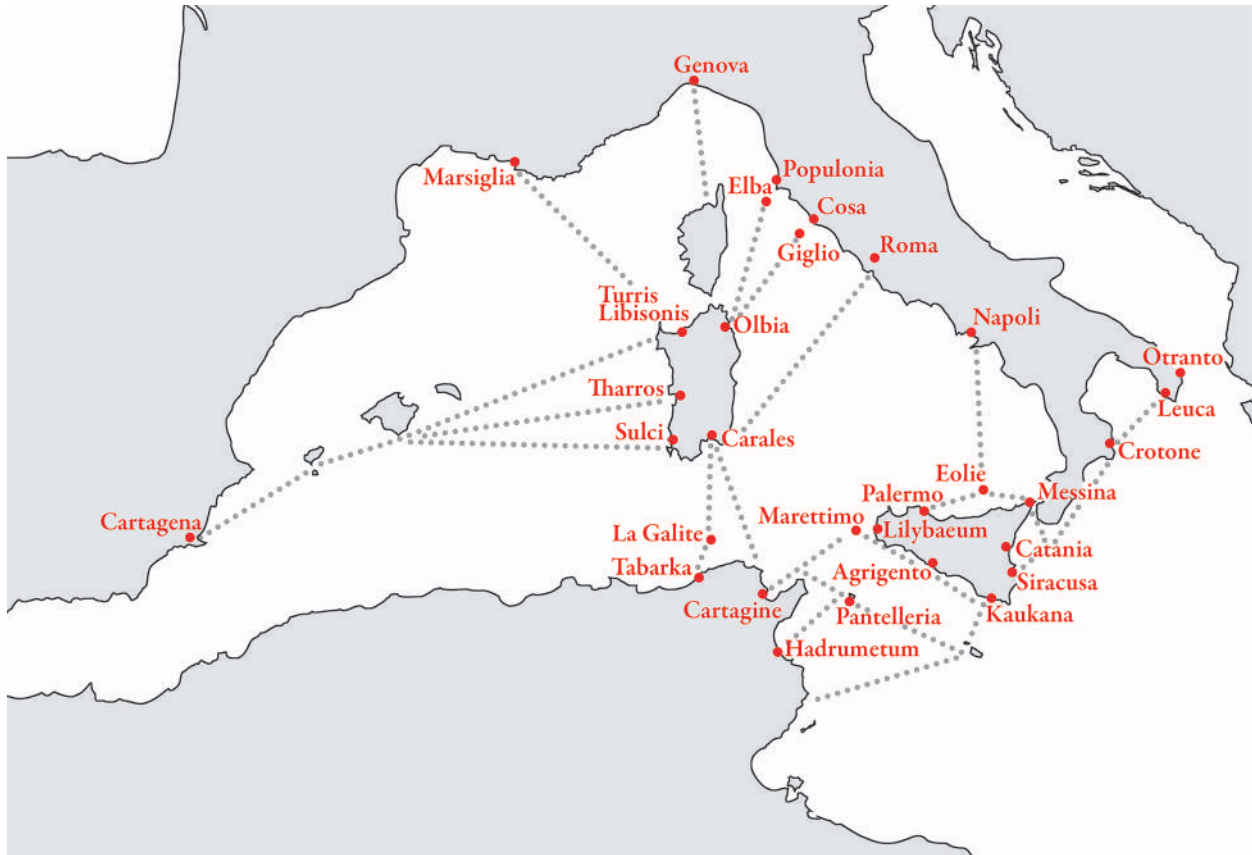 Genova
Marsiglia
Populonia
Elba
Cosa
Giglio
Roma
Turris
Libisonis
Olbia
Napoli
Otranto
Tharros
Leuca
Sulci
Carales
Crotone
Eolie
Messina
Palermo
Cartagena
Marettimo
Lilybaeum
La Galite
Catania
Tabarka
Agrigento
Siracusa
Cartagine
Pantelleria
Kaukana
Hadrumetum